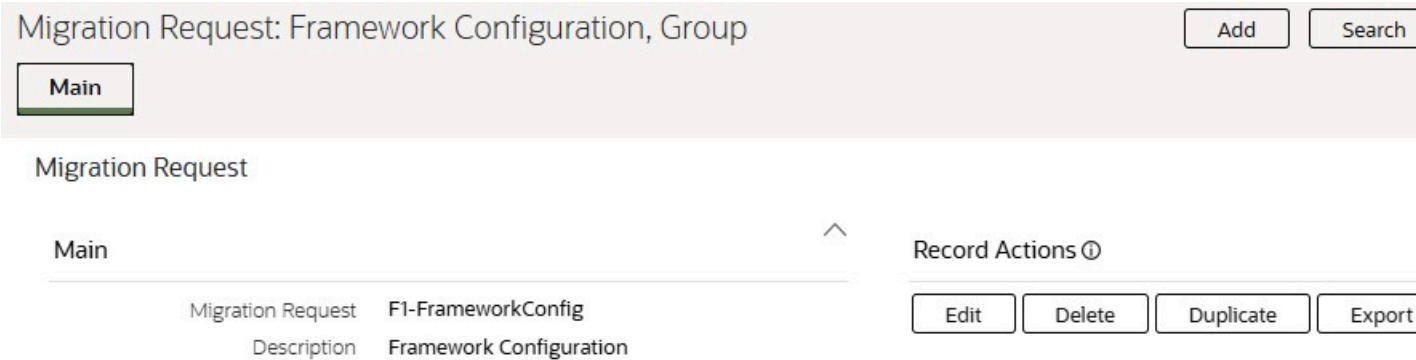 Migration Request: Framework Configuration, Group
Add Search
Main
Migration Request
Main
Record Actions
Migration Request F1-FrameworkConfig
Edit Delete Duplicate Export
Description Framework Configuration